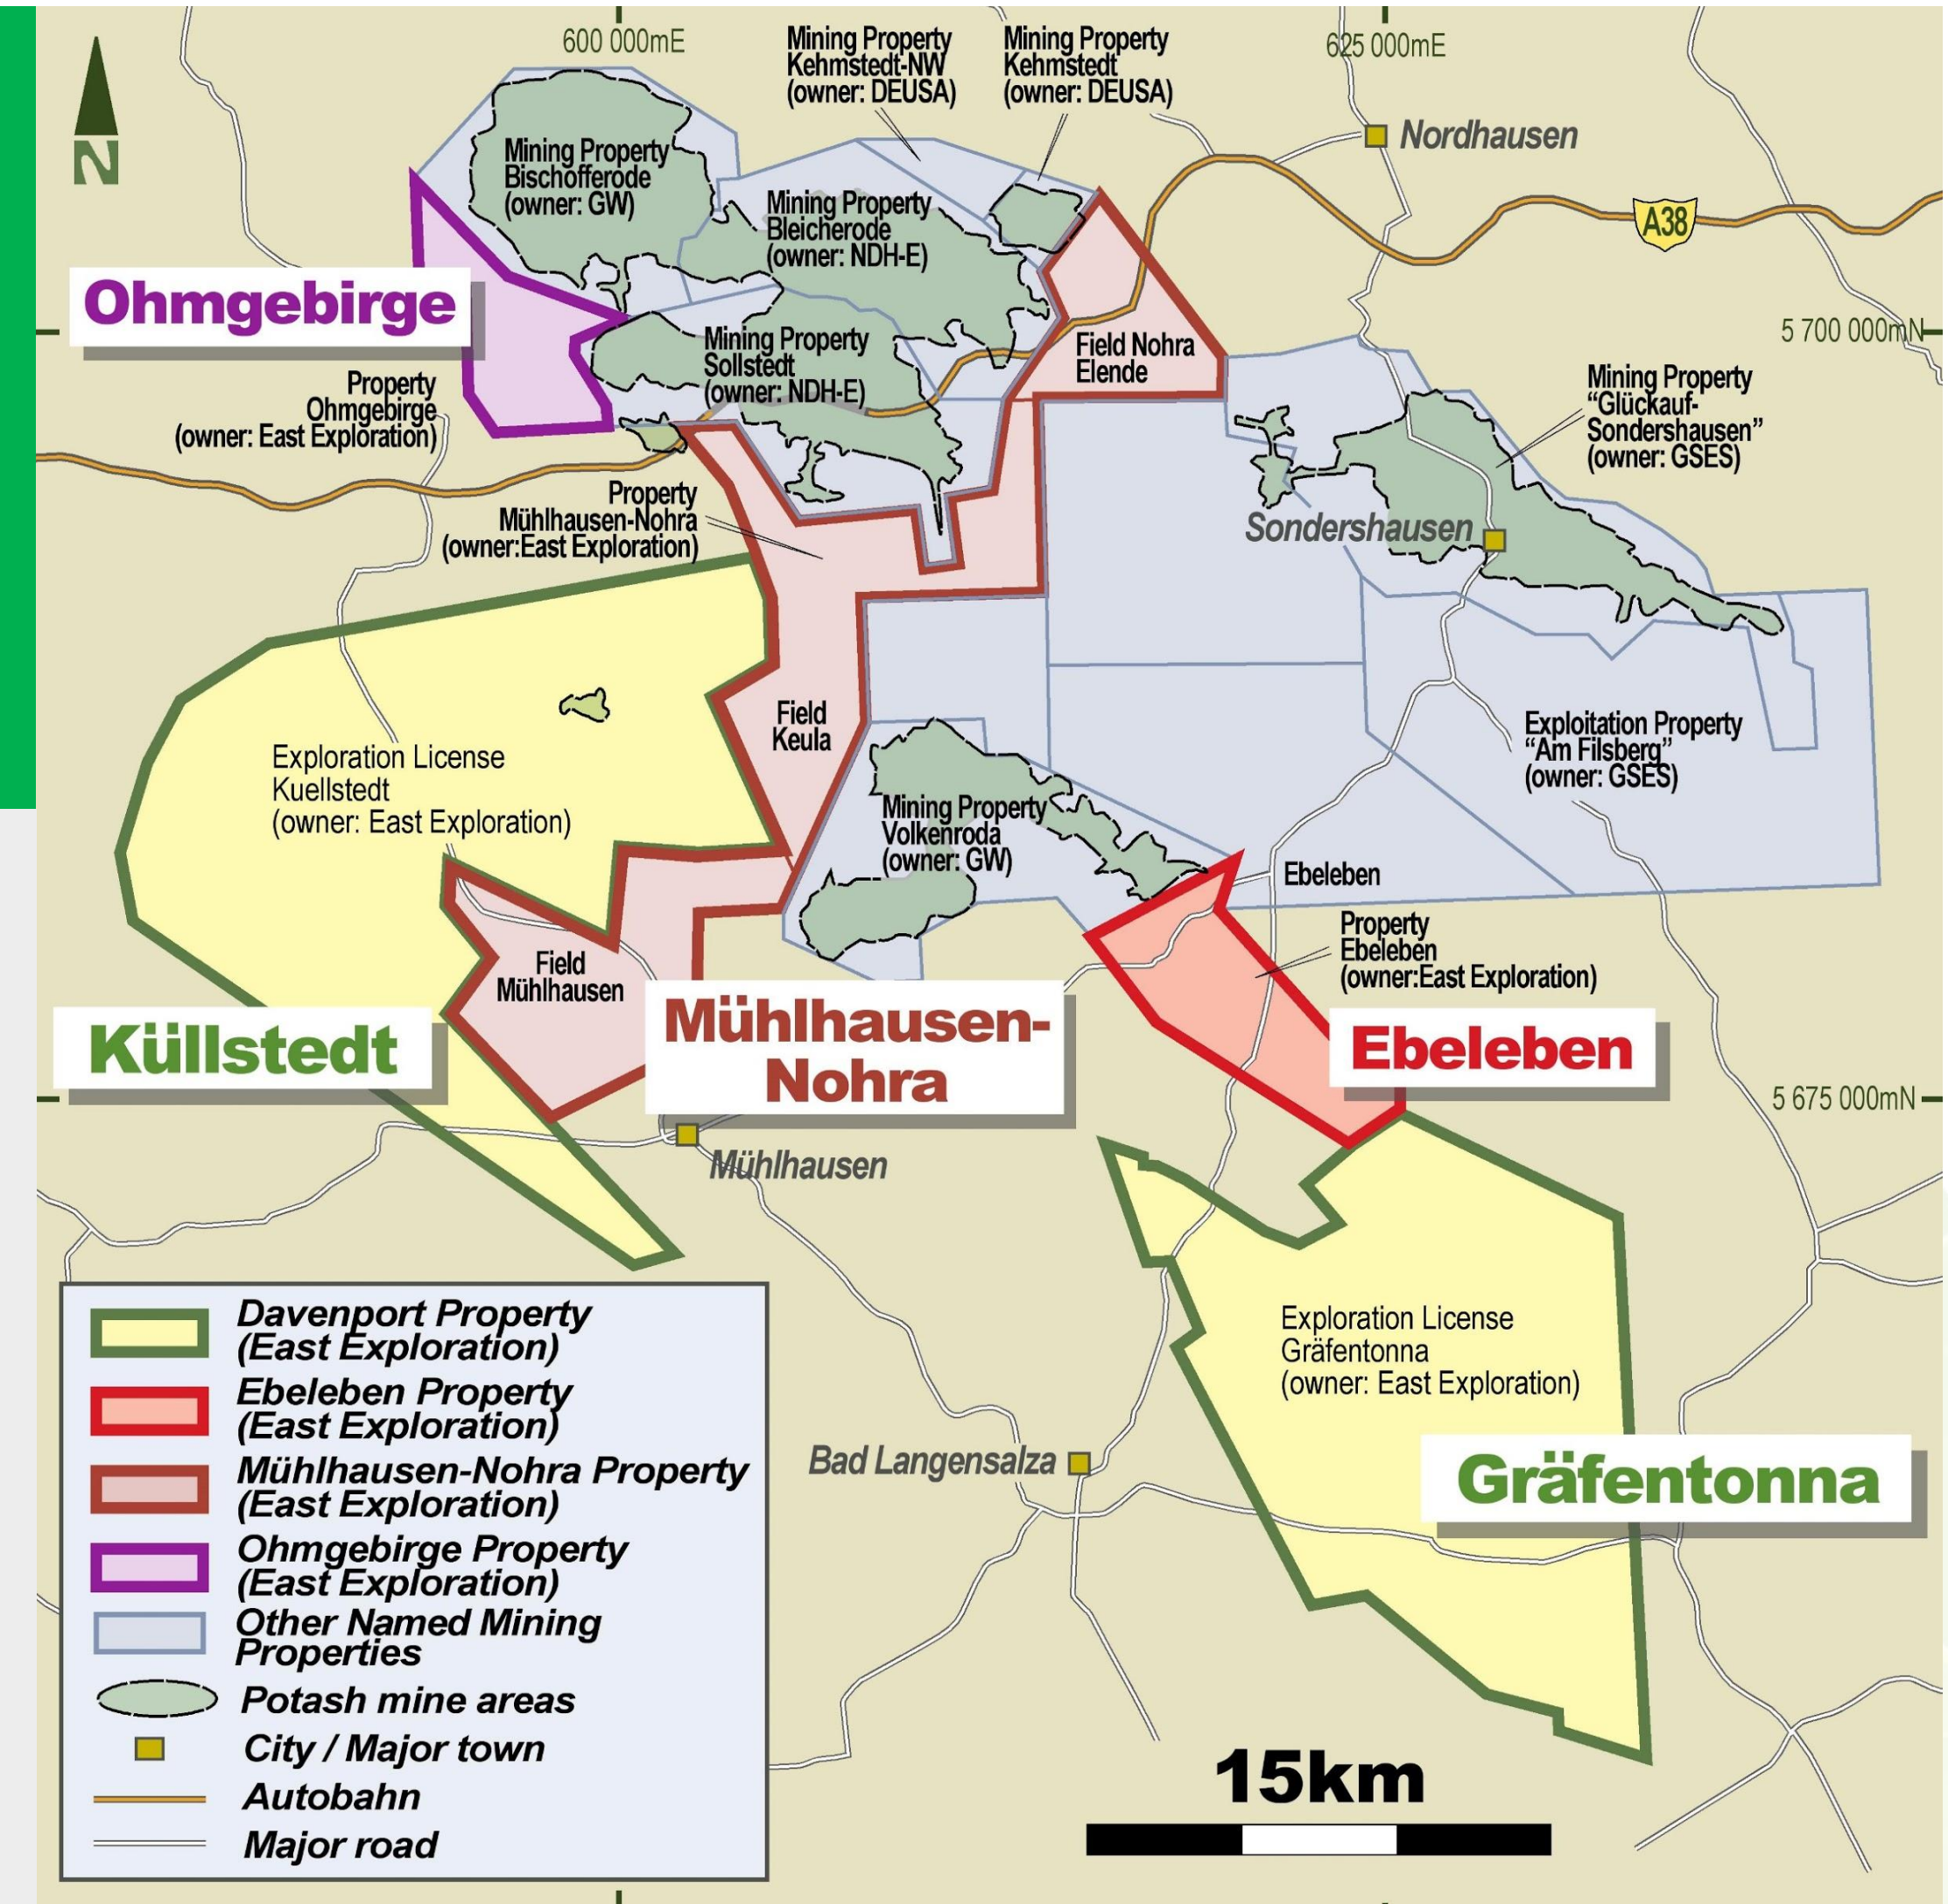 600 000mE
625 000mE
Mining Property
Kehmstedt-NW
(owner: DEUSA)
Mining Property
Kehmstedt
(owner: DEUSA)
N
Nordhausen
Mining Property
Bischofferode
(owner: GW)
Mining Property
Bleicherode
(owner: NDH-E)
A38
Ohmgebirge
5 700 000mN
Mining Property
Sollstedt
(owner: NDH-E)
Field Nohra
Elende
Property
Ohmgebirge
(owner: East Exploration)
Mining Property
“Glückauf-
Sondershausen”
(owner: GSES)
Property
Mühlhausen-Nohra
(owner:East Exploration)
Sondershausen
Field
Keula
Exploration License
Kuellstedt
(owner: East Exploration)
Exploitation Property
“Am Filsberg”
(owner: GSES)
Mining Property
Volkenroda
(owner: GW)
Ebeleben
Property
Ebeleben
(owner:East Exploration)
Field
Mühlhausen
Küllstedt
Mühlhausen-
Nohra
Ebeleben
5 675 000mN
Mühlhausen
Exploration License
Gräfentonna
(owner: East Exploration)
Bad Langensalza
Gräfentonna
Davenport Property
(East Exploration)
Ebeleben Property
(East Exploration)
Mühlhausen-Nohra Property
(East Exploration)
Ohmgebirge Property
(East Exploration)
Other Named Mining
Properties
Potash mine areas
City / Major town
Autobahn
Major road
15km